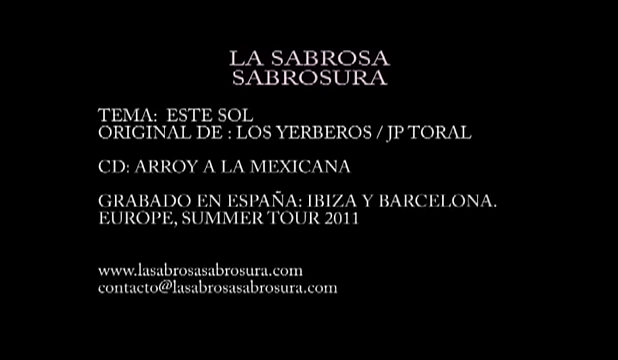 LA SABROSA
SABROSURA
TEMA: ESTE SOL
ORIGINAL DE : LOS YERBEROS / JP TORAL
CD: ARROY A LA MEXICANA
GRABADO EN ESPAÑA: IBIZA Y BARCELONA.
EUROPE, SUMMER TOUR 2011
www.lasabrosasabrosura.com
contacto@lasabrosasabrosura.com